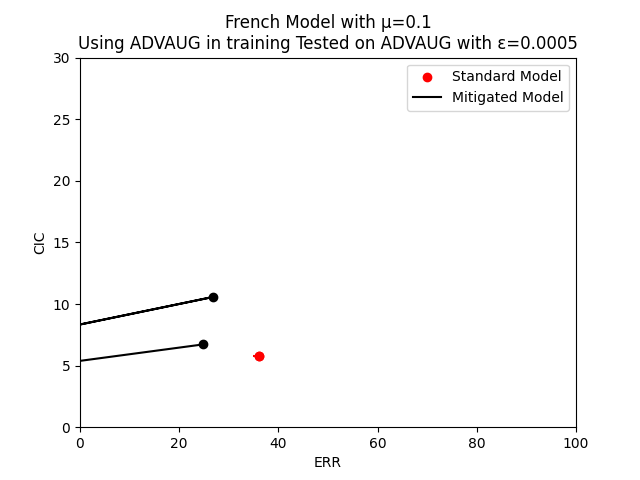 French Model with μ=0.1
Using ADVAUG in training Tested on ADVAUG with ε=0.0005
Standard Model
Mitigated Model
30
25
20
15
10
5
0
CIC
0 20 40 60 80 100
ERR